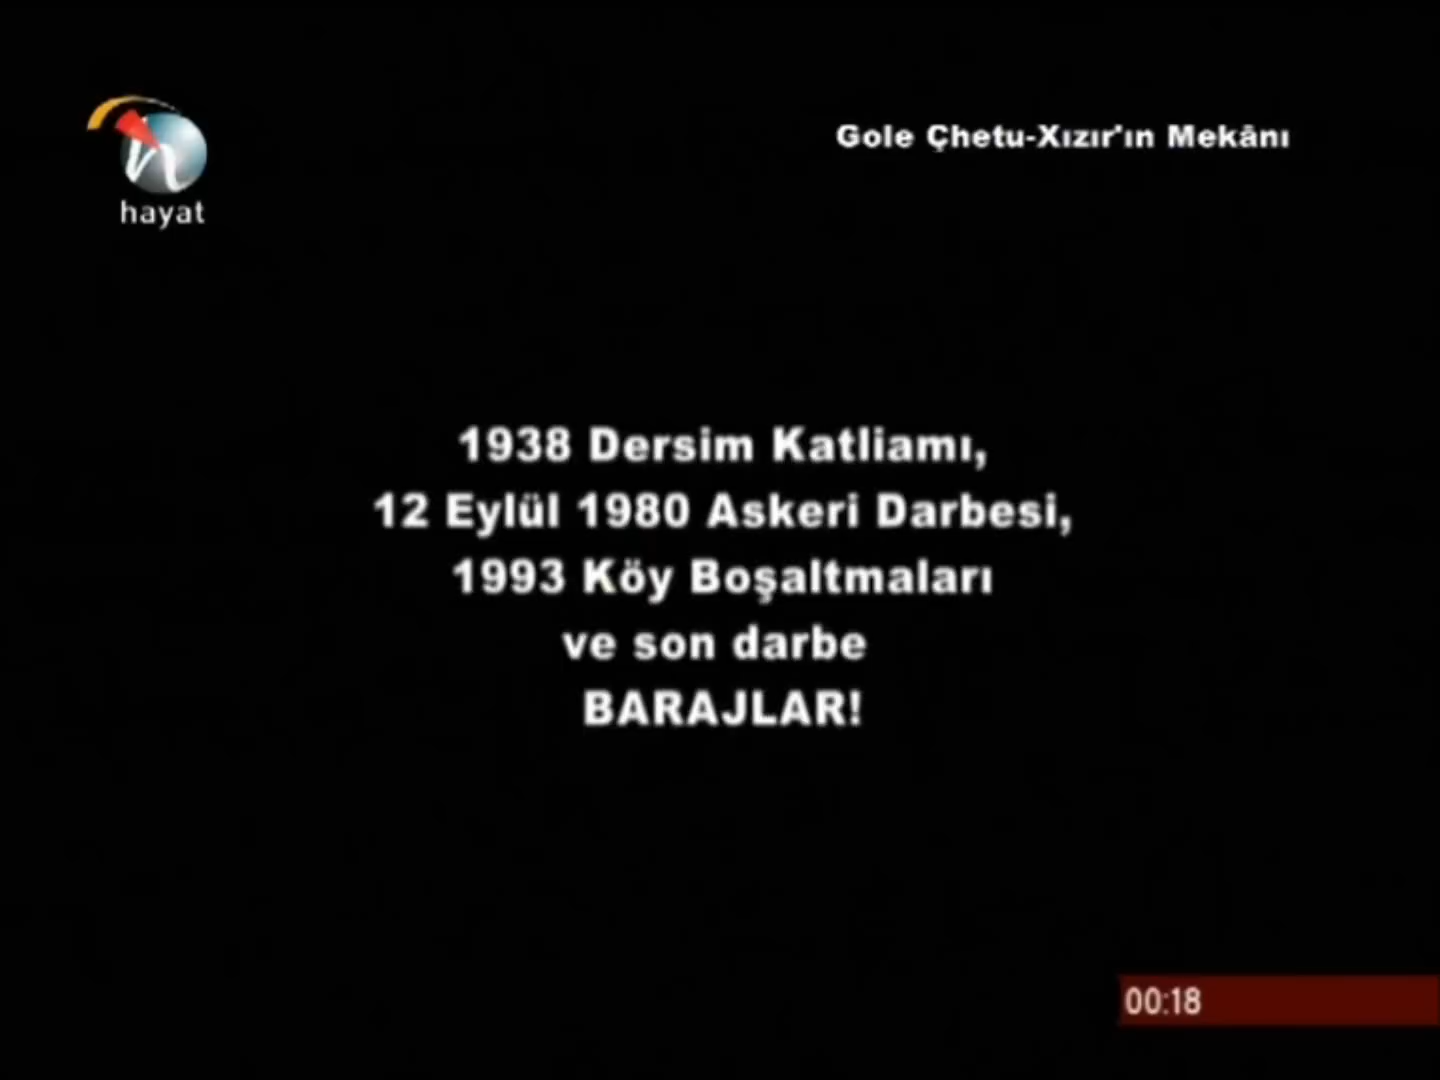 hayat
Gole Çhetu-Xızır'ın Mekânı
1938 Dersim Katliamı,
12 Eylül 1980 Askeri Darbesi,
1993 Köy Boşaltmaları
ve son darbe
BARAJLAR!
00:18